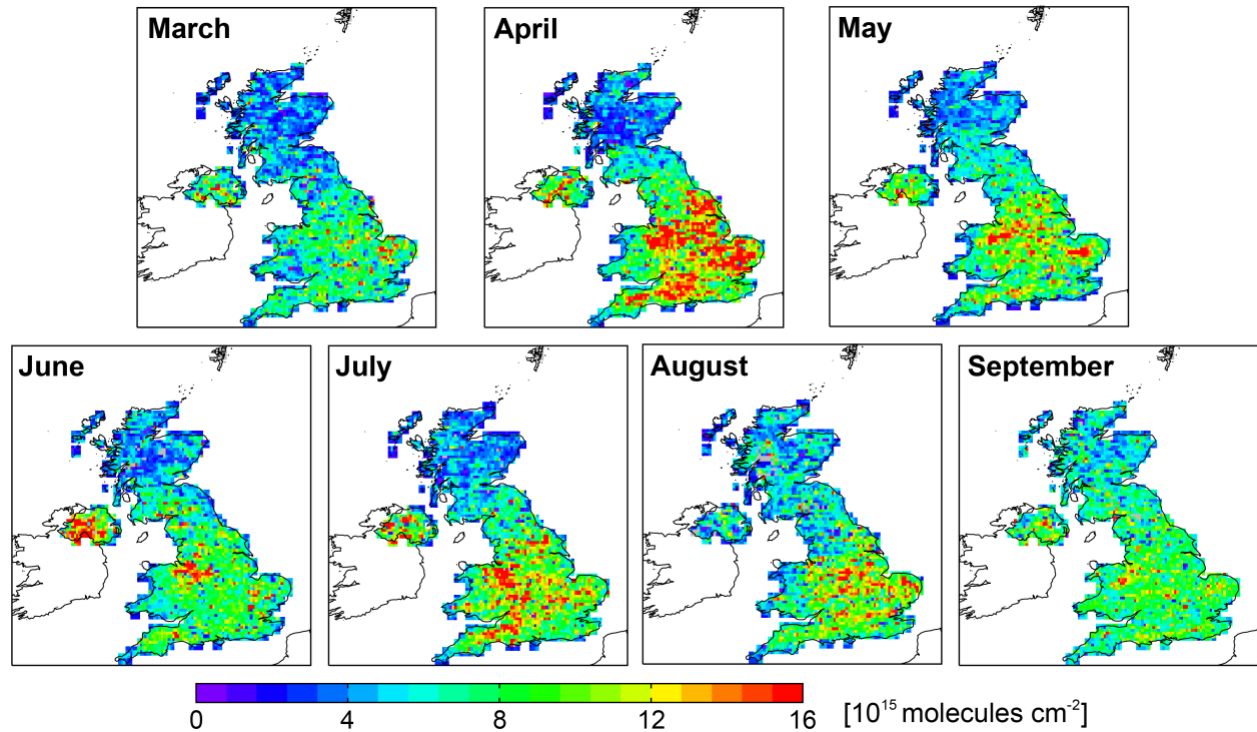 March
April
May
June
July
August
September
0 4 8 12 16 [10¹⁵ molecules cm⁻²]